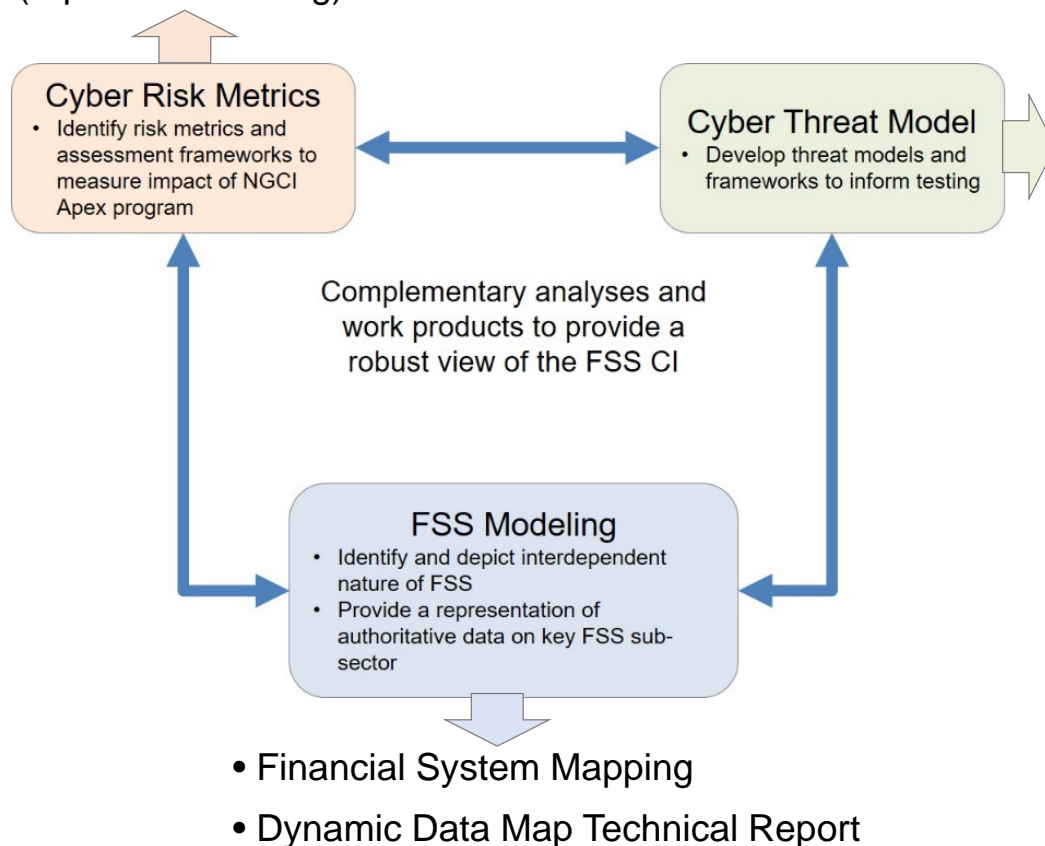 Cyber Risk Metrics
• Identify risk metrics and
assessment frameworks to
measure impact of NGCI
Apex program
Cyber Threat Model
• Develop threat models and
frameworks to inform testing
Complementary analyses and
work products to provide a
robust view of the FSS CI
FSS Modeling
• Identify and depict interdependent
nature of FSS
• Provide a representation of
authoritative data on key FSS sub-
sector
• Financial System Mapping
• Dynamic Data Map Technical Report